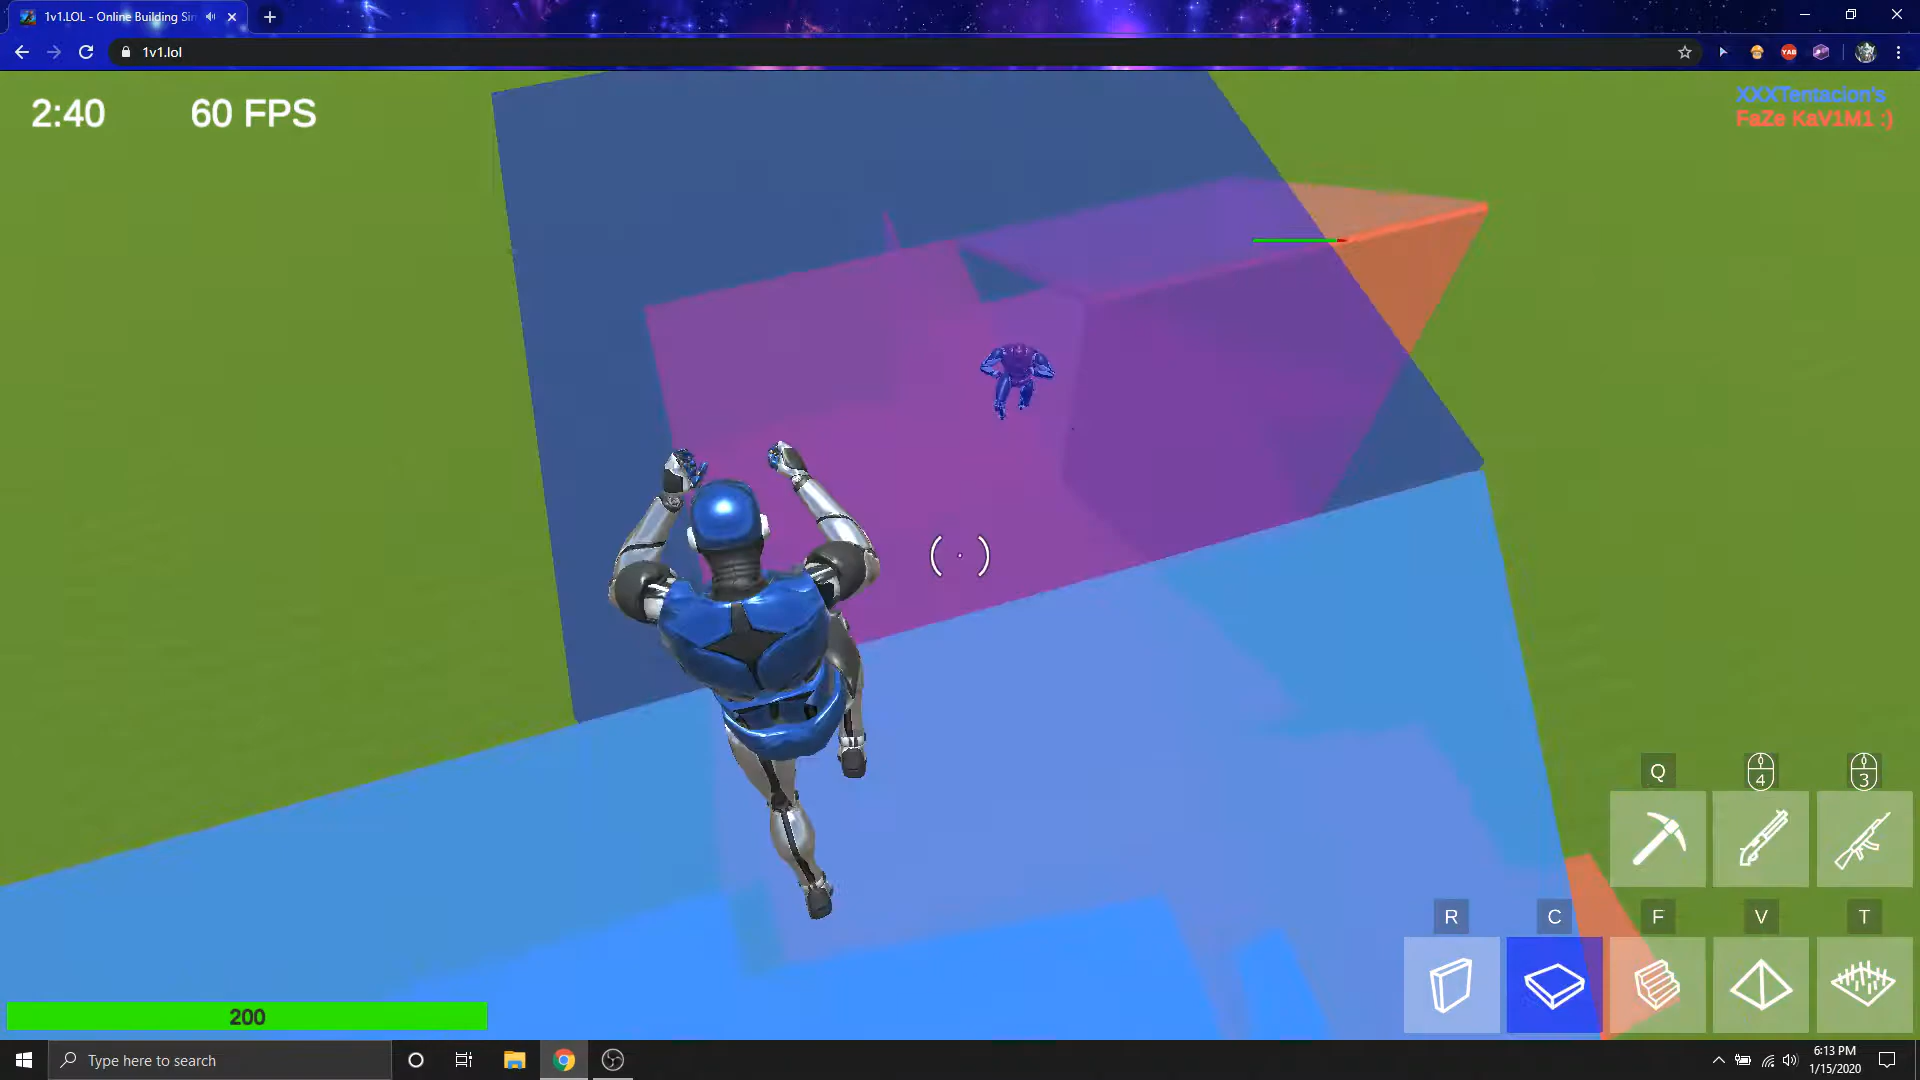 1v1.LOL - Online Building Sin
1v1.lol
YAB
2:40
60 FPS
XXXTentacion's
FaZe KaV1M1 :)
Q
4
3
R
C
F
V
T
200
Type here to search
6:13 PM
1/15/2020